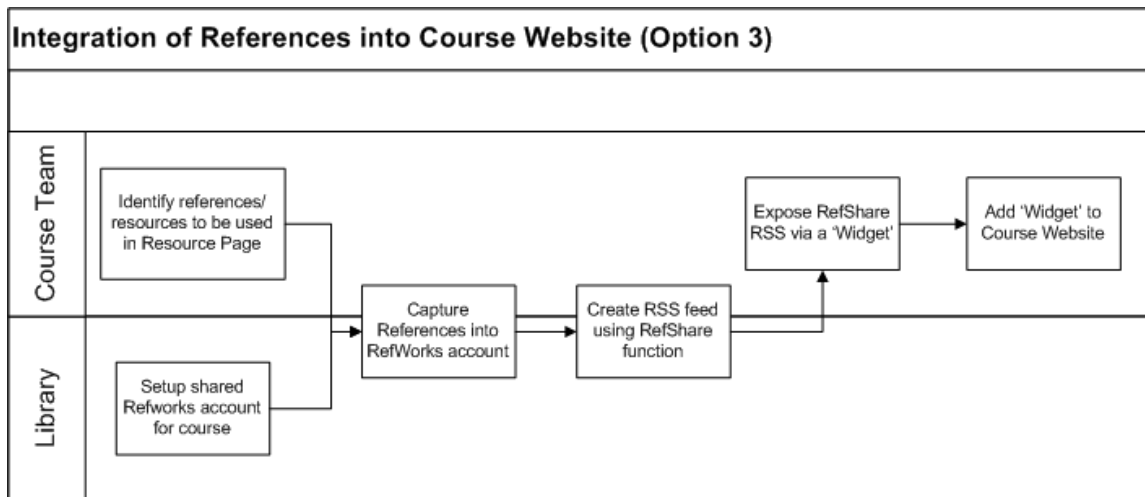 Integration of References into Course Website (Option 3)
Course Team
Identify references/
resources to be used
in Resource Page
Expose RefShare
RSS via a ‘Widget’
Add ‘Widget’ to
Course Website
Capture
References into
RefWorks account
Create RSS feed
using RefShare
function
Library
Setup shared
Refworks account
for course